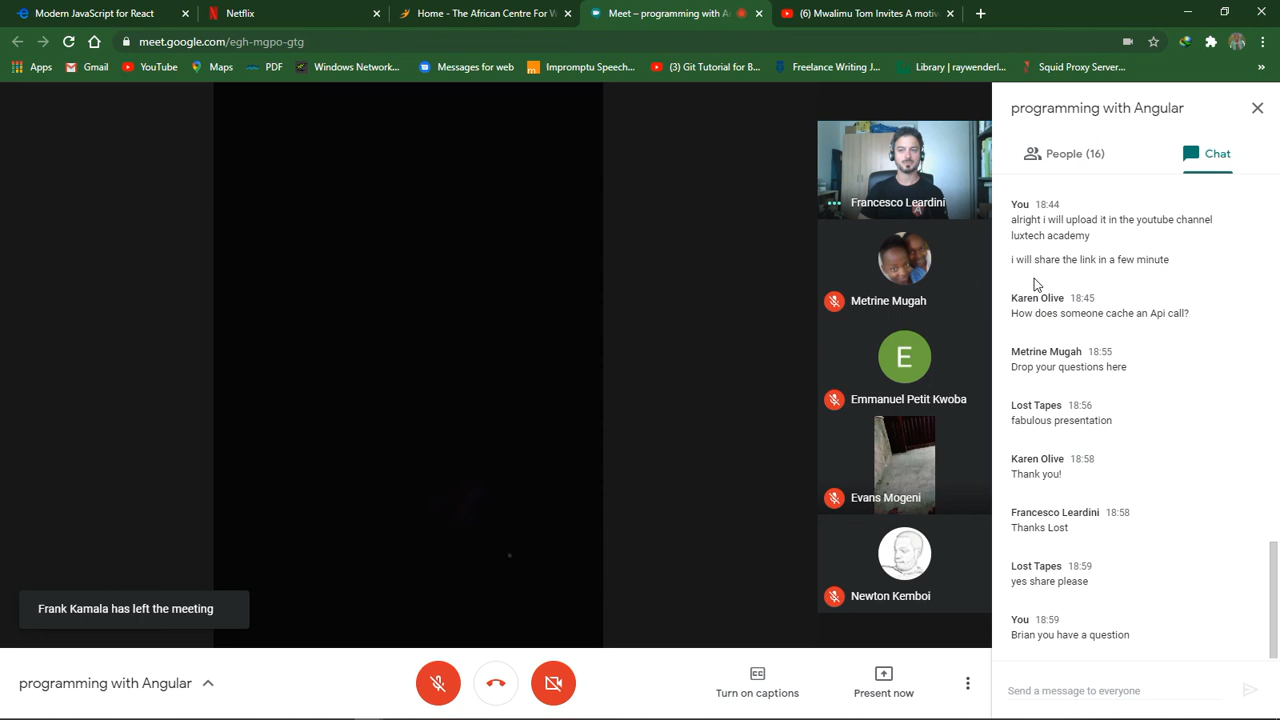 Modern JavaScript for React
Netflix
Home - The African Centre For W
Meet – programming with A
(6) Mwalimu Tom Invites A motiv
meet.google.com/egh-mgpo-gtg
Apps
Gmail
YouTube
Maps
PDF
Windows Network...
Messages for web
Impromptu Speech...
(3) Git Tutorial for B...
Freelance Writing J...
Library | raywenderl...
Squid Proxy Server...
»
programming with Angular
People (16)
Chat
You 18:44
alright i will upload it in the youtube channel
luxtech academy
i will share the link in a few minute
Karen Olive 18:45
How does someone cache an Api call?
Metrine Mugah 18:55
Drop your questions here
Lost Tapes 18:56
fabulous presentation
Karen Olive 18:58
Thank you!
Francesco Leardini 18:58
Thanks Lost
Lost Tapes 18:59
yes share please
You 18:59
Brian you have a question
Send a message to everyone
Francesco Leardini
Metrine Mugah
E
Emmanuel Petit Kwoba
Evans Mogeni
Newton Kemboi
Frank Kamala has left the meeting
programming with Angular
Turn on captions
Present now